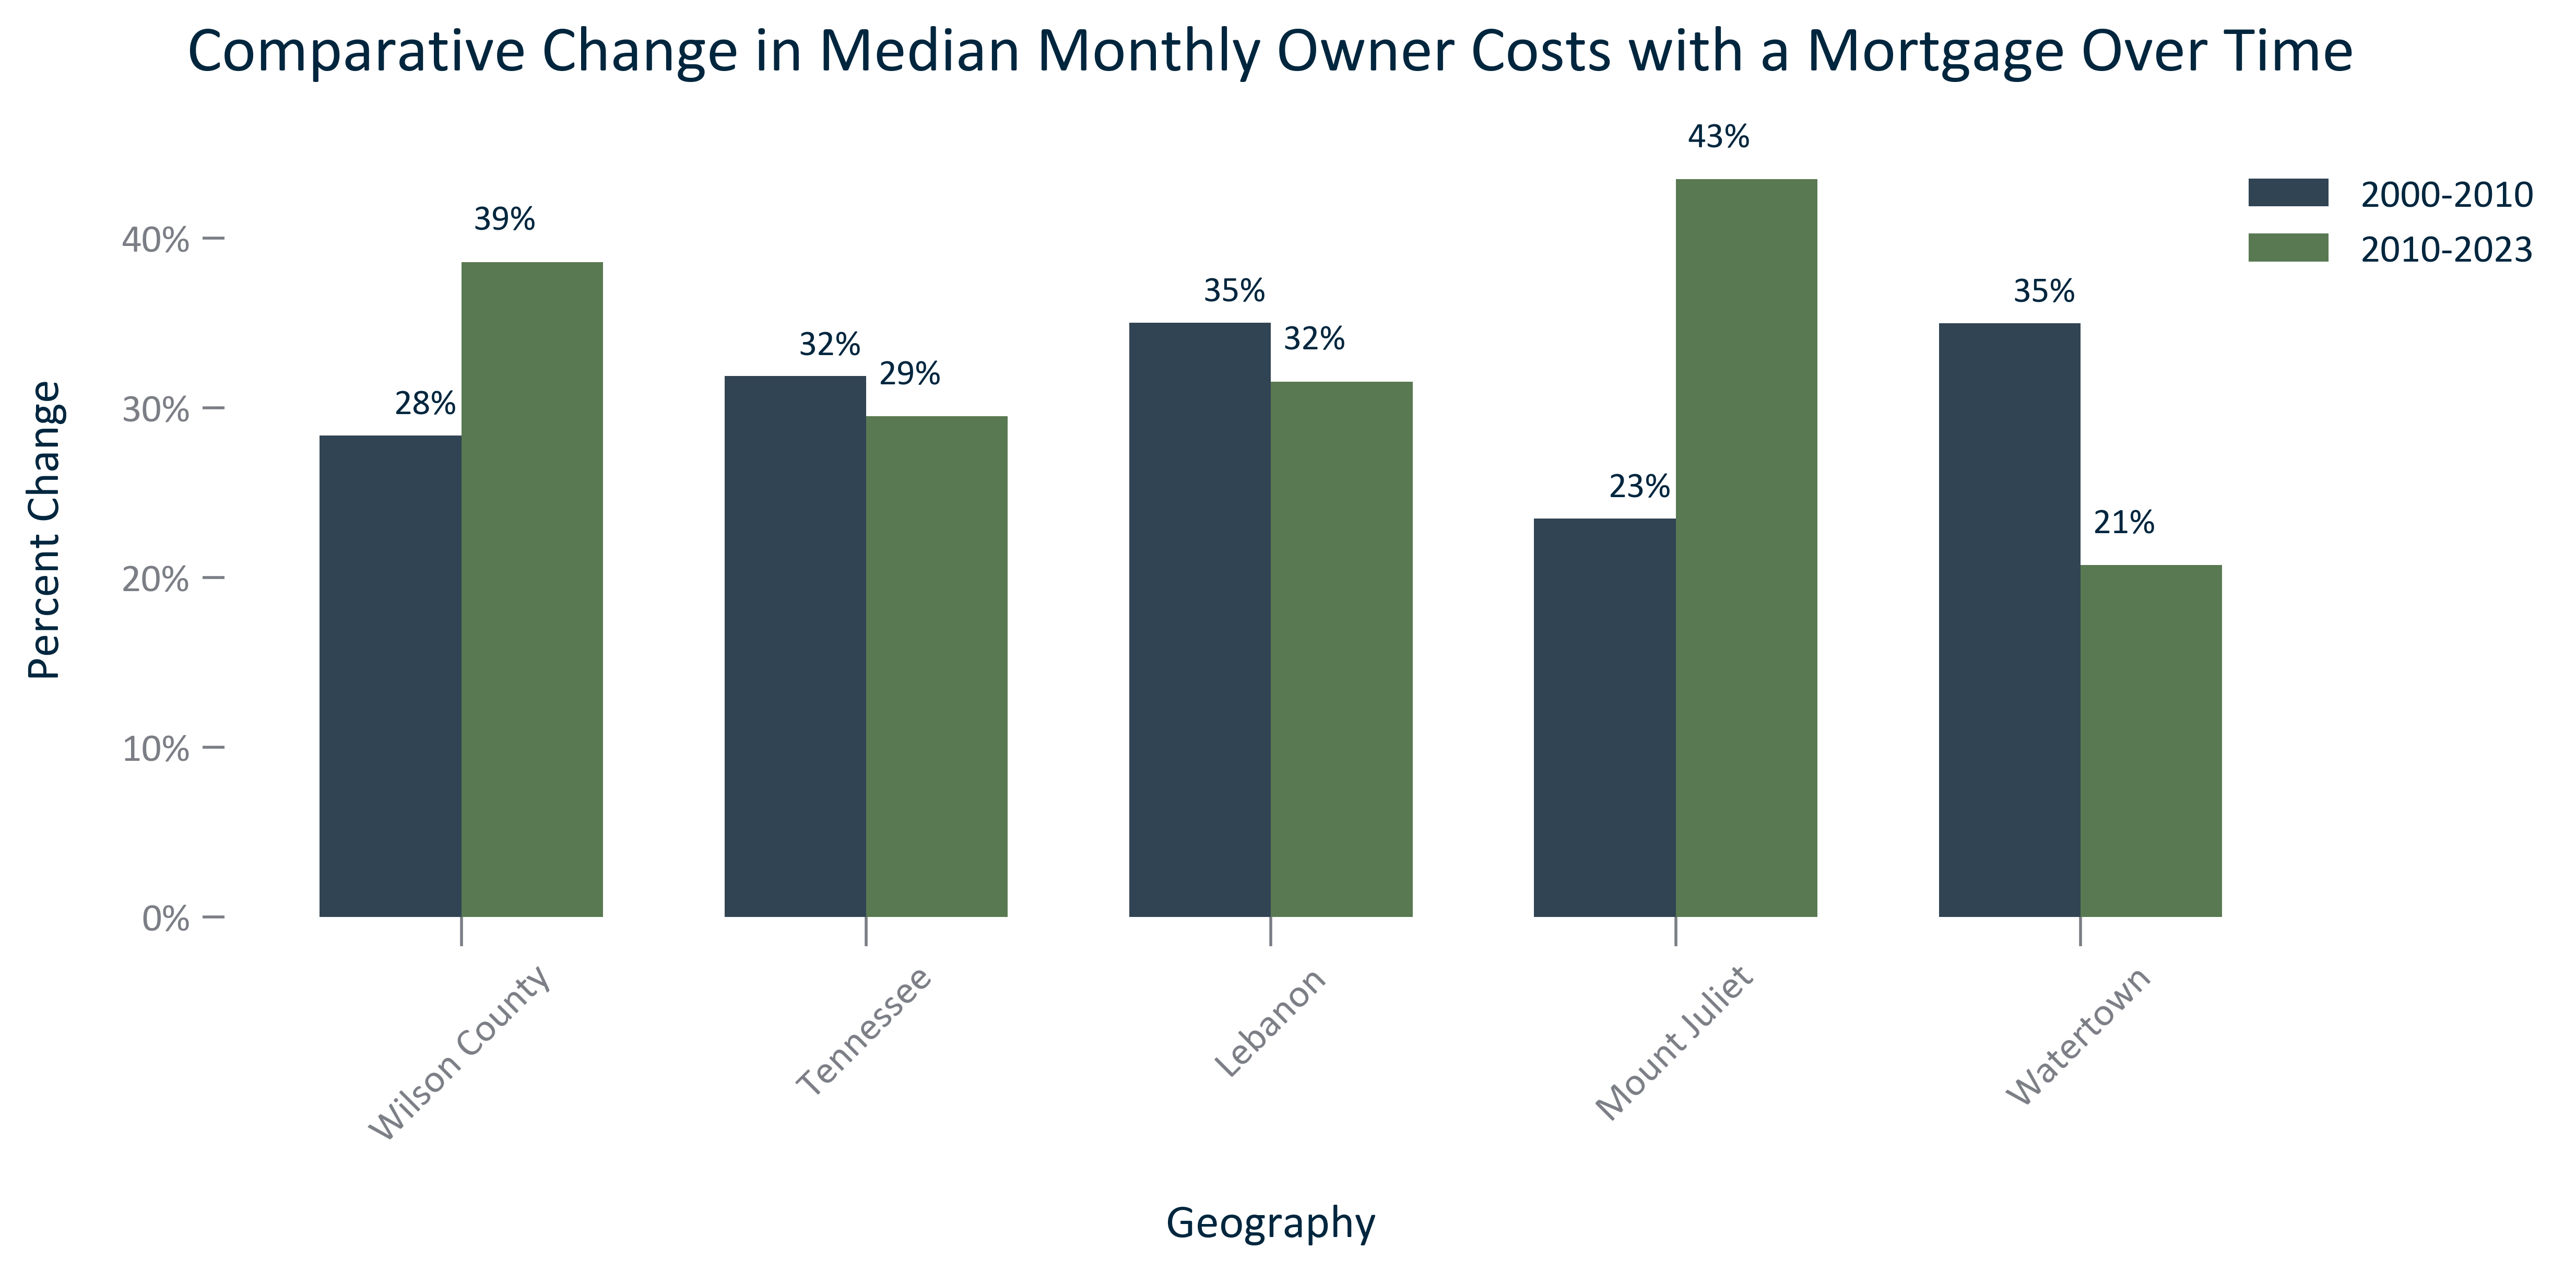 Comparative Change in Median Monthly Owner Costs with a Mortgage Over Time
2000-2010
2010-2023
Percent Change
40%
30%
20%
10%
0%
28%
39%
32%
29%
35%
32%
23%
43%
35%
21%
Wilson County
Tennessee
Lebanon
Mount Juliet
Watertown
Geography